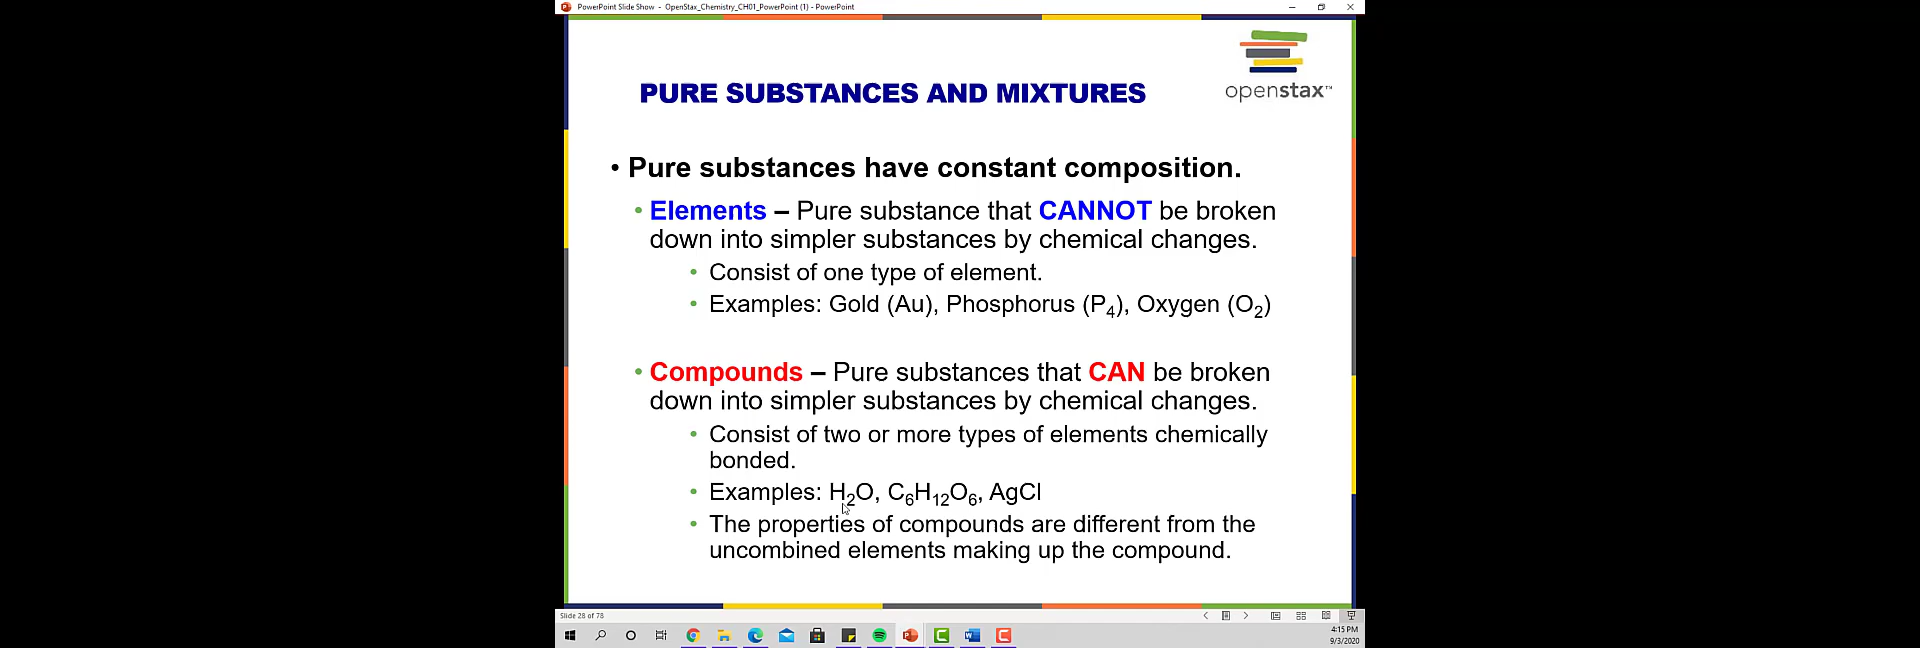 PowerPoint Slide Show - OpenStax_Chemistry_CH01_PowerPoint (1) - PowerPoint
openstax™
PURE SUBSTANCES AND MIXTURES
• Pure substances have constant composition.
• Elements – Pure substance that CANNOT be broken
down into simpler substances by chemical changes.
• Consist of one type of element.
• Examples: Gold (Au), Phosphorus (P₄), Oxygen (O₂)
• Compounds – Pure substances that CAN be broken
down into simpler substances by chemical changes.
• Consist of two or more types of elements chemically
bonded.
• Examples: H₂O, C₆H₁₂O₆, AgCl
• The properties of compounds are different from the
uncombined elements making up the compound.
Slide 28 of 78
4:15 PM
9/3/2020